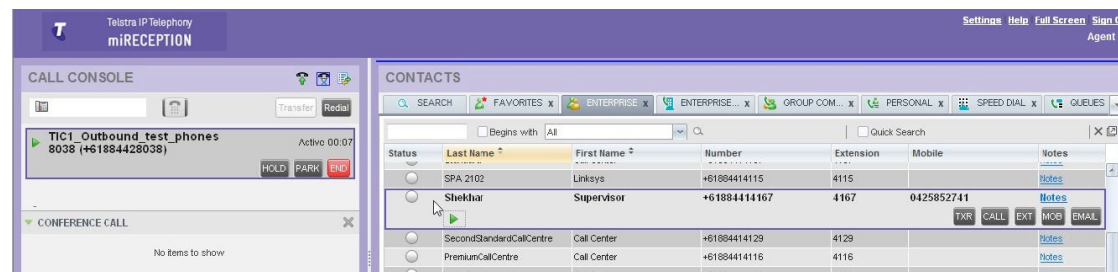 T
Telstra IP Telephony
miRECEPTION
Settings Help Full Screen Sign
Agent
CALL CONSOLE
Transfer Redial
TIC1_Outbound_test_phones
8038 (+61884428038)
Active 00:07
HOLD PARK END
-
CONFERENCE CALL
No items to show
CONTACTS
SEARCH FAVORITES x ENTERPRISE x ENTERPRISE... x GROUP COM... x PERSONAL x SPEED DIAL x QUEUES
Begins with All Quick Search
Status Last Name First Name Number Extension Mobile Notes
SPA 2102 Linksys +61884414115 4115 Notes
Shekhar Supervisor +61884414167 4167 0425852741 Notes
TXR CALL EXT MOB EMAIL
SecondStandardCallCentre Call Center +61884414129 4129 Notes
PremiumCallCentre Call Center +61884414116 4116 Notes